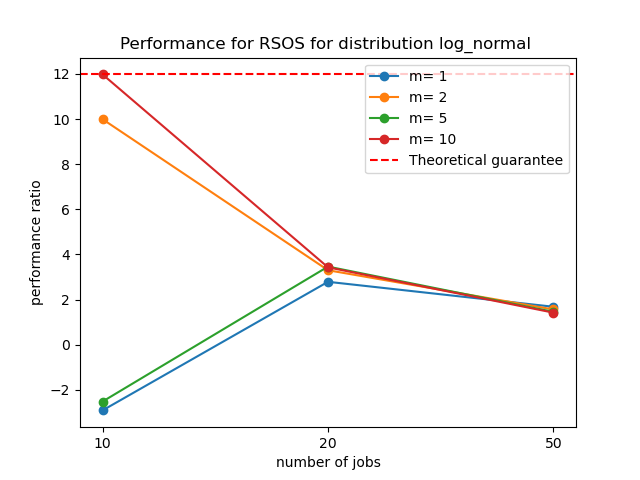 Performance for RSOS for distribution log_normal
12
10
8
6
4
2
0
−2
performance ratio
m= 1
m= 2
m= 5
m= 10
Theoretical guarantee
10
20
50
number of jobs